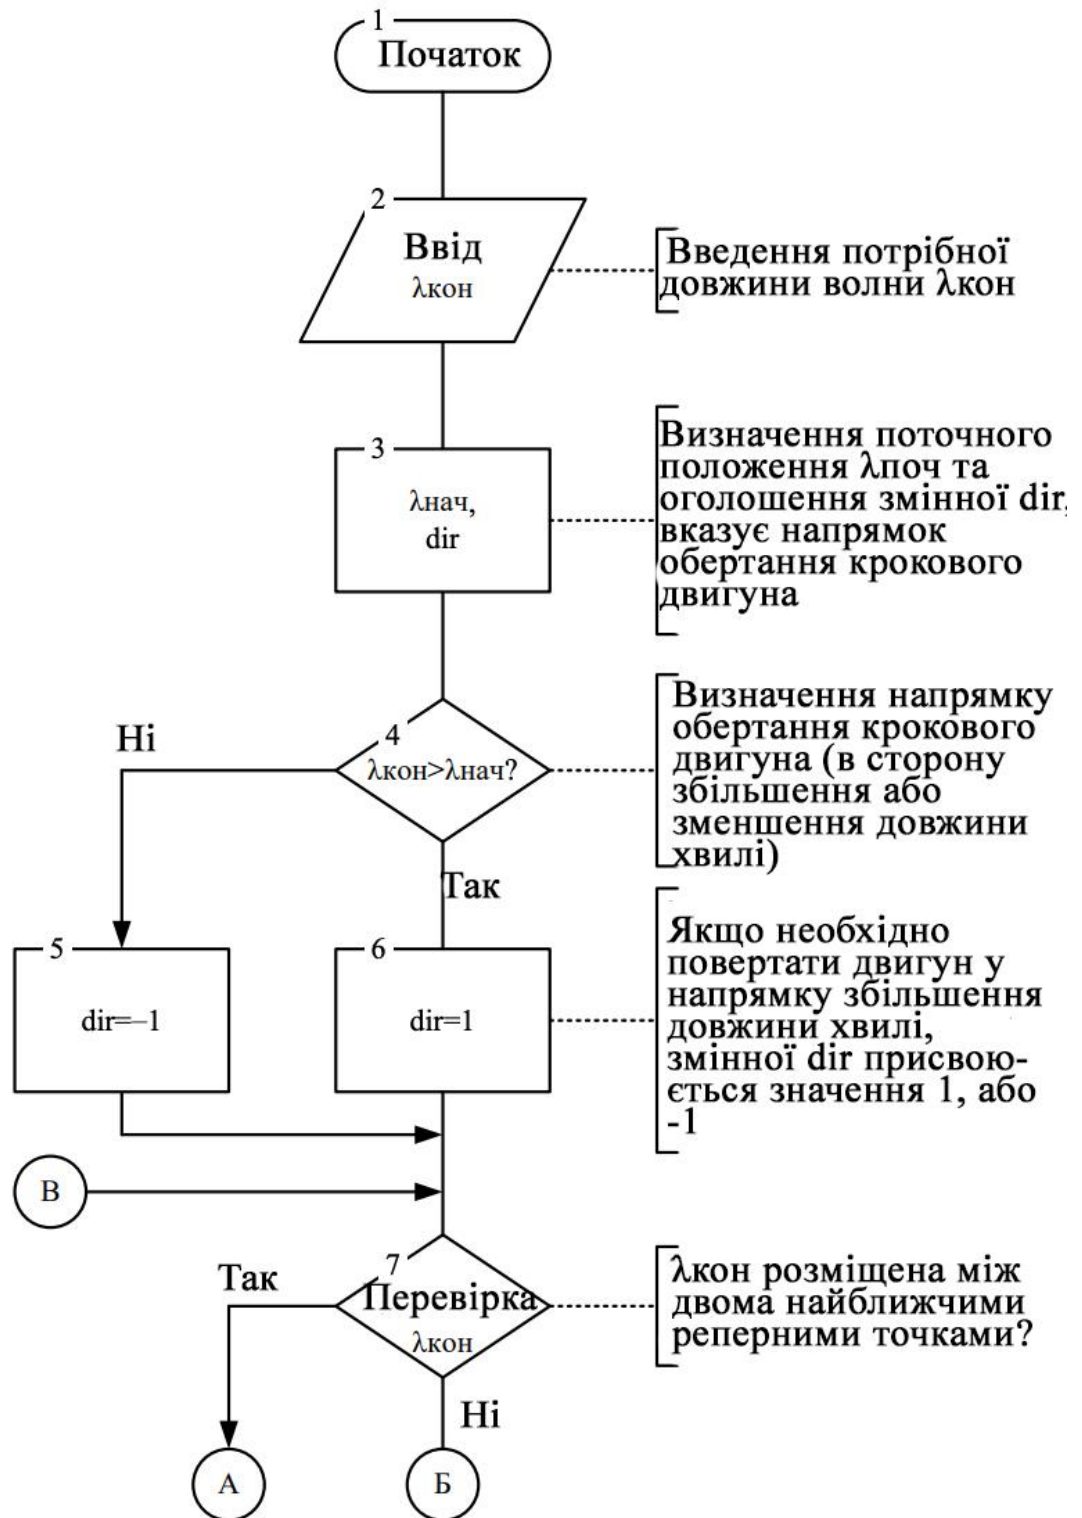 1
Початок
2
Ввід
λкон
Введення потрібної
довжини волни λкон
3
λнач,
dir
Визначення поточного
положення λпоч та
оголошення змінної dir,
вказує напрямок
обертання крокового
двигуна
4
λкон>λнач?
Ні
Так
Визначення напрямку
обертання крокового
двигуна (в сторону
збільшення або
зменшення довжини
хвилі)
5
dir=–1
6
dir=1
Якщо необхідно
повертати двигун у
напрямку збільшення
довжини хвилі,
змінної dir присвою-
ється значення 1, або
-1
В
7
Перевірка
λкон
Так
Ні
λкон розміщена між
двома найближчими
реперними точками?
А
Б